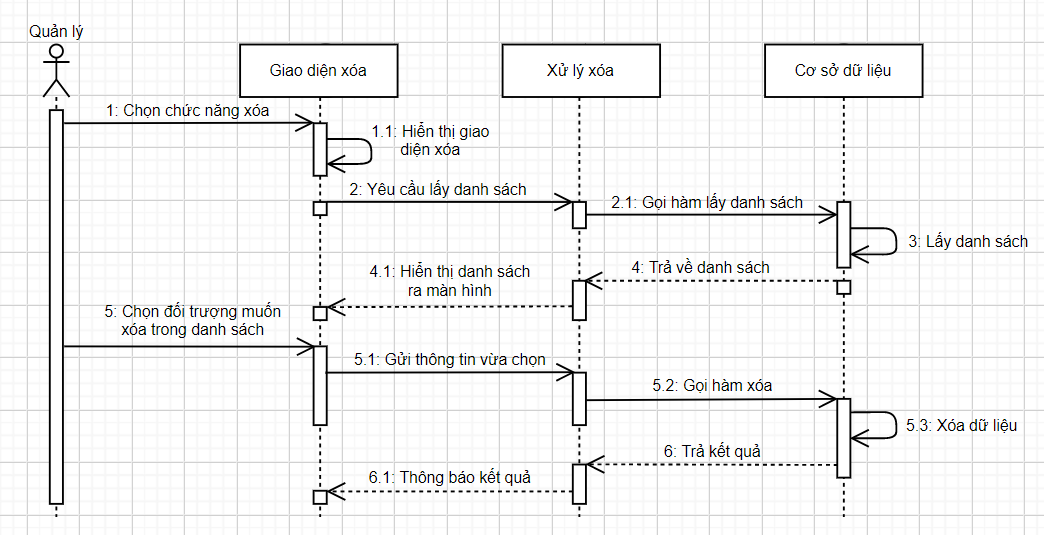 Quản lý
Giao diện xóa
Xử lý xóa
Cơ sở dữ liệu
1: Chọn chức năng xóa
1.1: Hiển thị giao
diện xóa
2: Yêu cầu lấy danh sách
2.1: Gọi hàm lấy danh sách
3: Lấy danh sách
4: Trả về danh sách
4.1: Hiển thị danh sách
ra màn hình
5: Chọn đối trượng muốn
xóa trong danh sách
5.1: Gửi thông tin vừa chọn
5.2: Gọi hàm xóa
5.3: Xóa dữ liệu
6: Trả kết quả
6.1: Thông báo kết quả